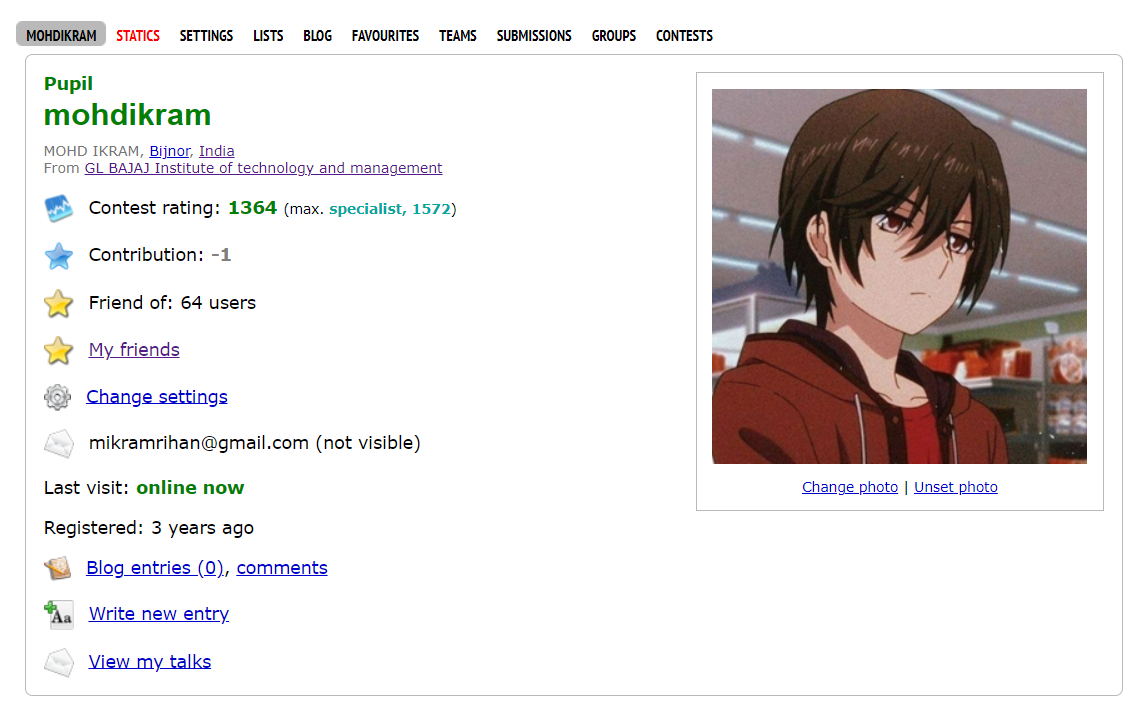 MOHDIKRAM STATICS SETTINGS LISTS BLOG FAVOURITES TEAMS SUBMISSIONS GROUPS CONTESTS
Pupil
mohdikram
MOHD IKRAM, Bijnor, India
From GL BAJAJ Institute of technology and management
Contest rating: 1364 (max. specialist, 1572)
Contribution: -1
Friend of: 64 users
My friends
Change settings
mikramrihan@gmail.com (not visible)
Last visit: online now
Registered: 3 years ago
Blog entries (0), comments
Aa Write new entry
View my talks
Change photo | Unset photo